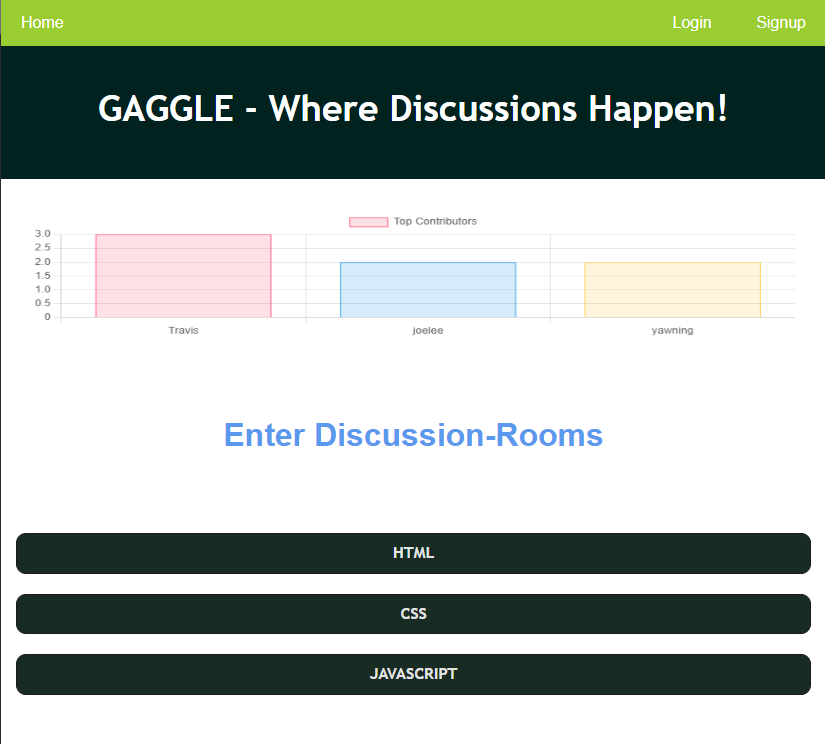 Home Login Signup
GAGGLE - Where Discussions Happen!
Top Contributors
3.0
2.5
2.0
1.5
1.0
0.5
0
Travis joelee yawning
Enter Discussion-Rooms
HTML
CSS
JAVASCRIPT